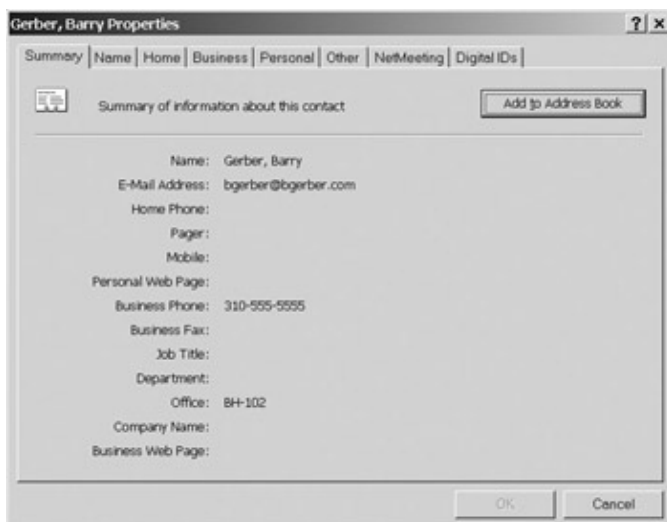 Gerber, Barry Properties
Summary Name Home Business Personal Other NetMeeting Digital IDs
Summary of information about this contact Add to Address Book
Name: Gerber, Barry
E-Mail Address: bgerber@bgerber.com
Home Phone:
Pager:
Mobile:
Personal Web Page:
Business Phone: 310-555-5555
Business Fax:
Job Title:
Department:
Office: BH-102
Company Name:
Business Web Page:
OK Cancel